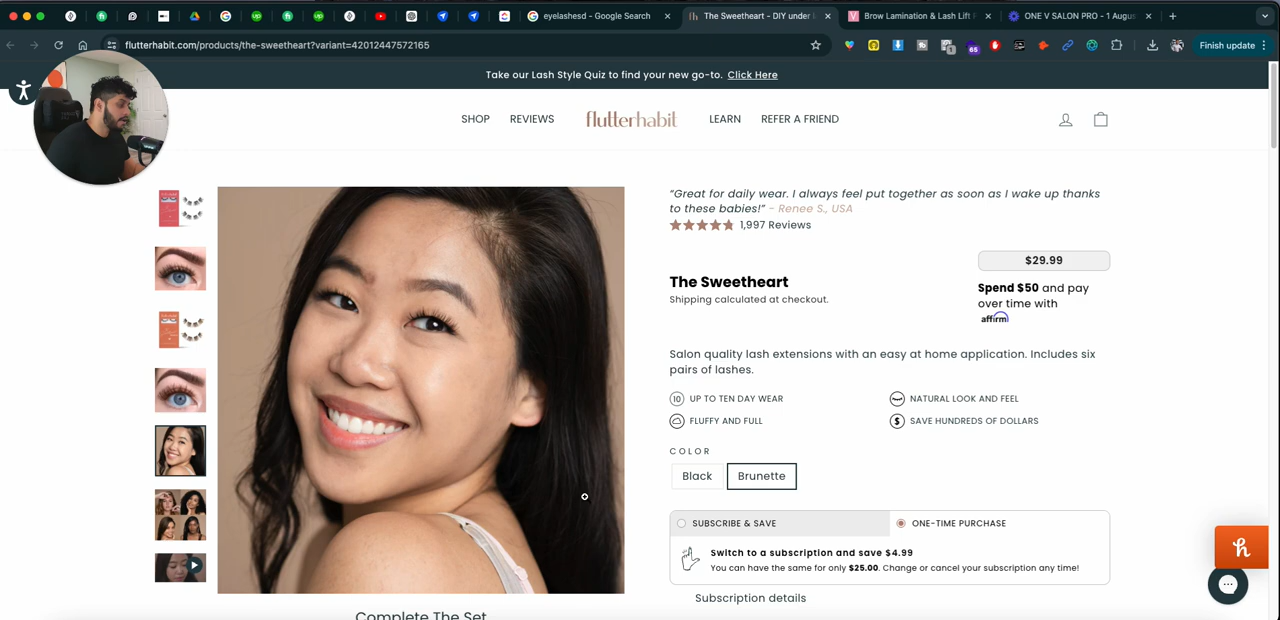 eyelashesd - Google Search
The Sweetheart - DIY under l
Brow Lamination & Lash Lift F
ONE V SALON PRO - 1 Augus
flutterhabit.com/products/the-sweetheart?variant=42012447572165
65
1
Finish update
Take our Lash Style Quiz to find your new go-to. Click Here
SHOP
REVIEWS
flutterhabit
LEARN
REFER A FRIEND
“Great for daily wear. I always feel put together as soon as I wake up thanks
to these babies!” - Renee S., USA
1,997 Reviews
$29.99
The Sweetheart
Shipping calculated at checkout.
Spend $50 and pay
over time with
affirm
Salon quality lash extensions with an easy at home application. Includes six
pairs of lashes.
10 UP TO TEN DAY WEAR
NATURAL LOOK AND FEEL
FLUFFY AND FULL
$ SAVE HUNDREDS OF DOLLARS
COLOR
Black
Brunette
SUBSCRIBE & SAVE
ONE-TIME PURCHASE
Switch to a subscription and save $4.99
You can have the same for only $25.00. Change or cancel your subscription any time!
Subscription details
Complete The Set